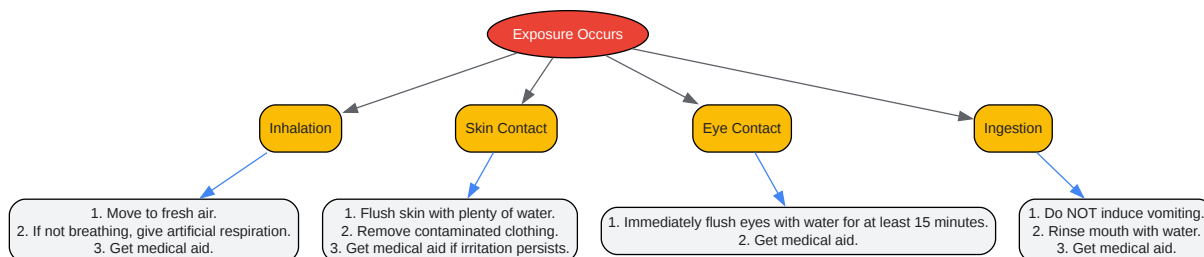 Exposure Occurs
Inhalation
Skin Contact
Eye Contact
Ingestion
1. Move to fresh air.
2. If not breathing, give artificial respiration.
3. Get medical aid.
1. Flush skin with plenty of water.
2. Remove contaminated clothing.
3. Get medical aid if irritation persists.
1. Immediately flush eyes with water for at least 15 minutes.
2. Get medical aid.
1. Do NOT induce vomiting.
2. Rinse mouth with water.
3. Get medical aid.